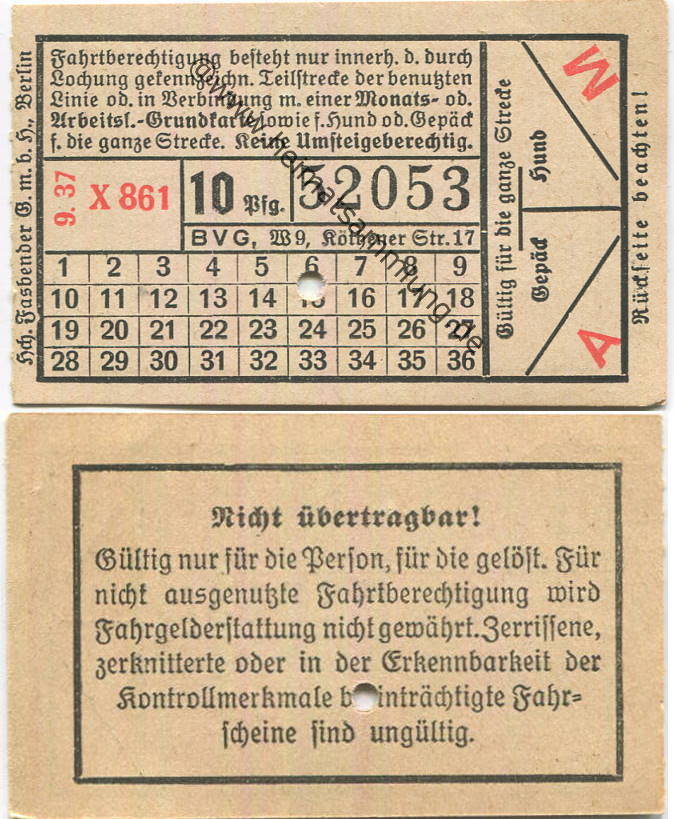 Fahrtberechtigung besteht nur innerh. d. durch
Lochung gekennzeichn. Teilstrecke der benutzten
Linie od. in Verbindung m. einer Monats- od.
Arbeitsl.-Grundkarte sowie f. Hund od. Gepäck
f. die ganze Strecke. Keine Umsteigeberechtig.
9. 37
X 861
10 Pfg.
52053
BVG, W 9, Köthener Str. 17
1 2 3 4 5 6 7 8 9
10 11 12 13 14 15 16 17 18
19 20 21 22 23 24 25 26 27
28 29 30 31 32 33 34 35 36
Hch. Fasbender G. m. b. H., Berlin
Gültig für die ganze Strecke
Gepäck
Hund
W
A
Rückseite beachten!
@www.heimatsammlung.de
Nicht übertragbar!
Gültig nur für die Person, für die gelöst. Für
nicht ausgenutzte Fahrtberechtigung wird
Fahrgelderstattung nicht gewährt. Zerrissene,
zerknitterte oder in der Erkennbarkeit der
Kontrollmerkmale beeinträchtigte Fahr-
scheine sind ungültig.